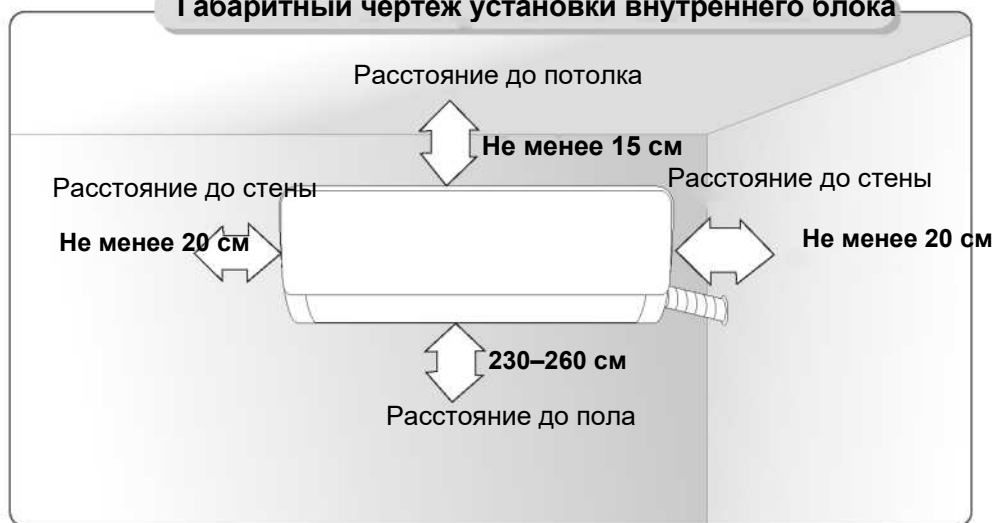 Габаритный чертеж установки внутреннего блока
Расстояние до потолка
Не менее 15 см
Расстояние до стены
Расстояние до стены
Не менее 20 см
Не менее 20 см
230–260 см
Расстояние до пола